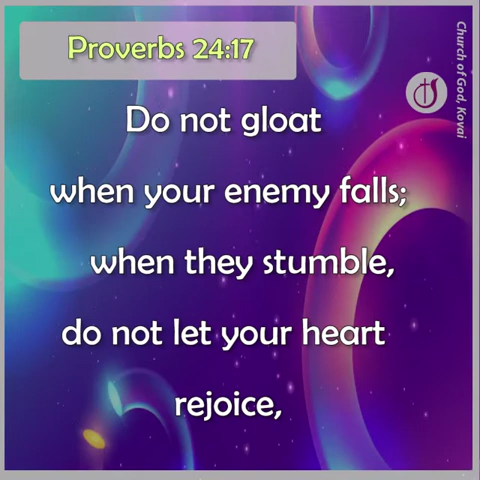 Proverbs 24:17
Church of God, Kovai
Do not gloat
when your enemy falls;
when they stumble,
do not let your heart
rejoice,